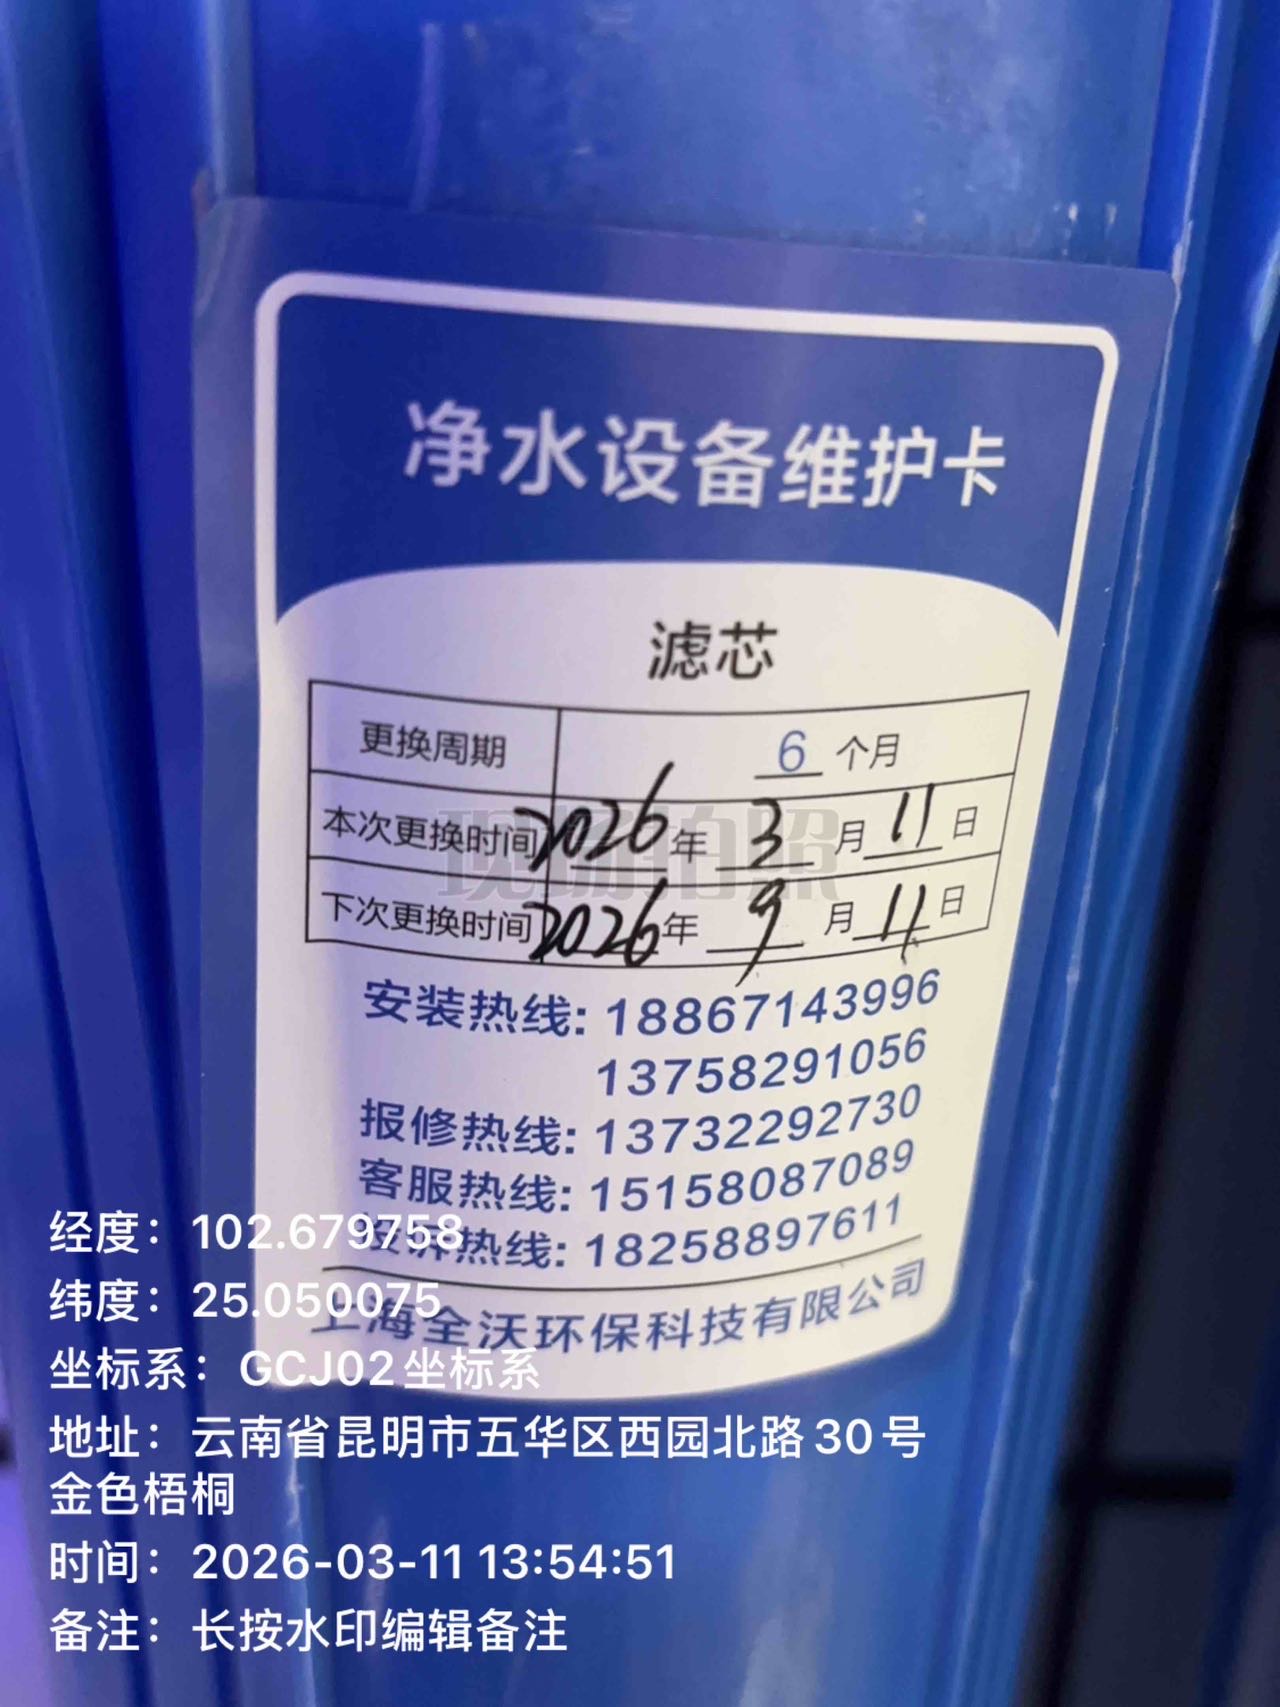 净水设备维护卡
滤芯
更换周期 6 个月
本次更换时间 2026 年 3 月 11 日
下次更换时间 2026 年 9 月 11 日
现场拍照
安装热线: 18867143996
13758291056
报修热线: 13732292730
客服热线: 15158087089
热线: 18258897611
上海全沃环保科技有限公司
经度： 102.679758
纬度： 25.050075
坐标系： GCJ02坐标系
地址： 云南省昆明市五华区西园北路30号
金色梧桐
时间： 2026-03-11 13:54:51
备注： 长按水印编辑备注